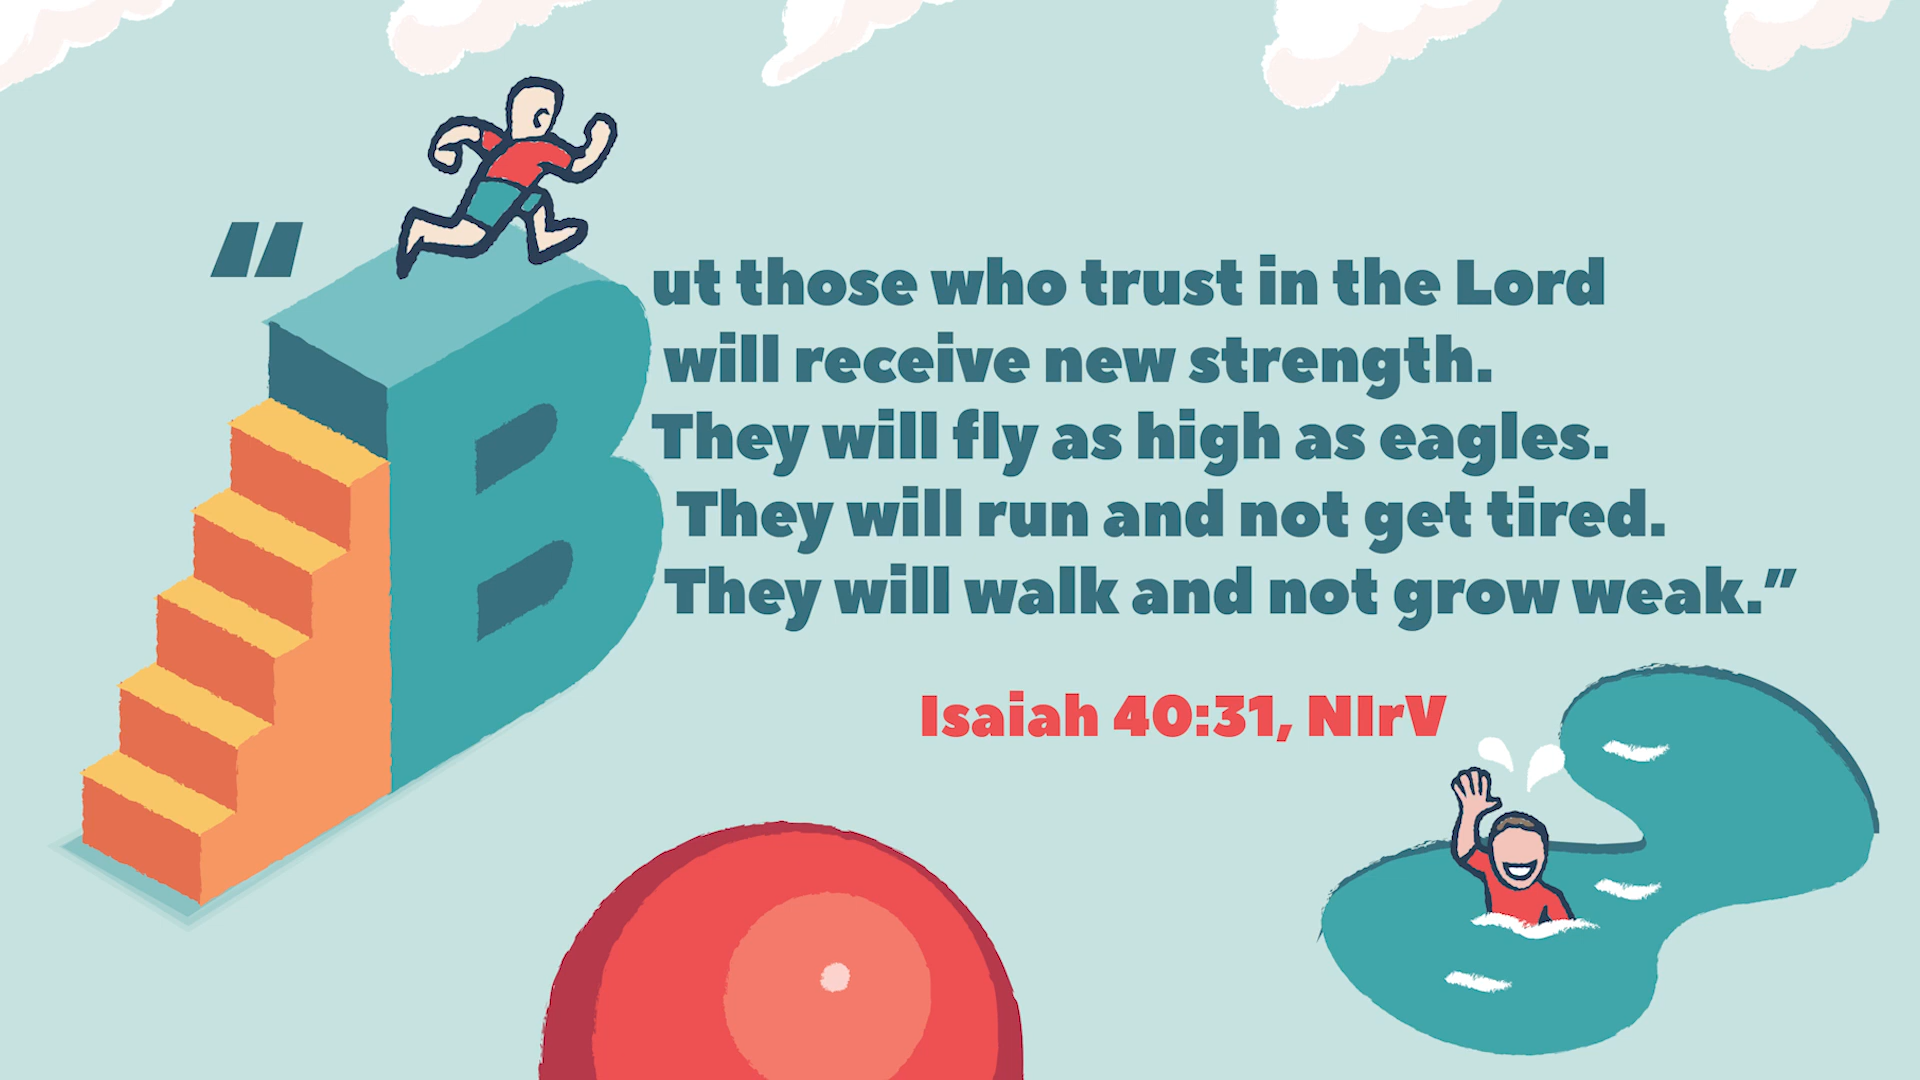 "But those who trust in the Lord
will receive new strength.
They will fly as high as eagles.
They will run and not get tired.
They will walk and not grow weak.”
Isaiah 40:31, NIrV